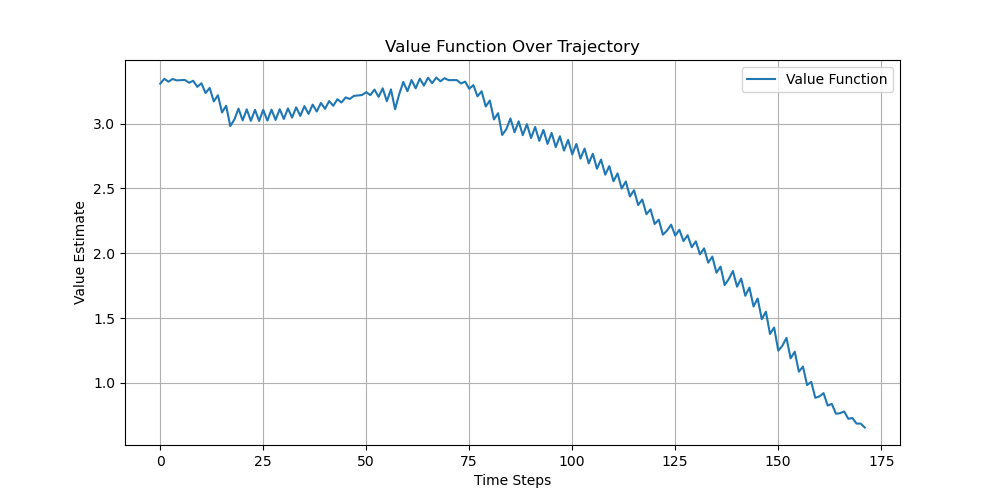 Value Function Over Trajectory
Value Function
Value Estimate
3.0
2.5
2.0
1.5
1.0
0 25 50 75 100 125 150 175
Time Steps